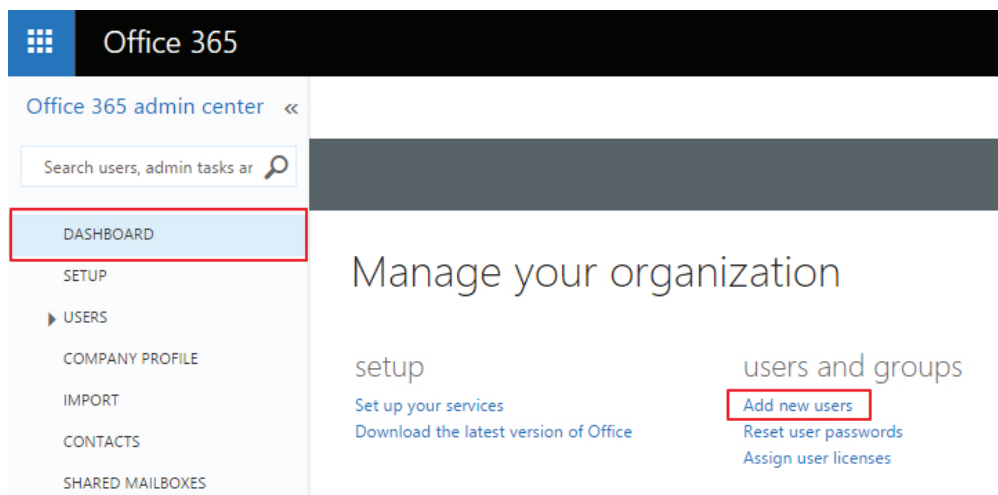 Office 365
Office 365 admin center «
Search users, admin tasks ar
DASHBOARD
SETUP
USERS
COMPANY PROFILE
IMPORT
CONTACTS
SHARED MAILBOXES
Manage your organization
setup
Set up your services
Download the latest version of Office
users and groups
Add new users
Reset user passwords
Assign user licenses